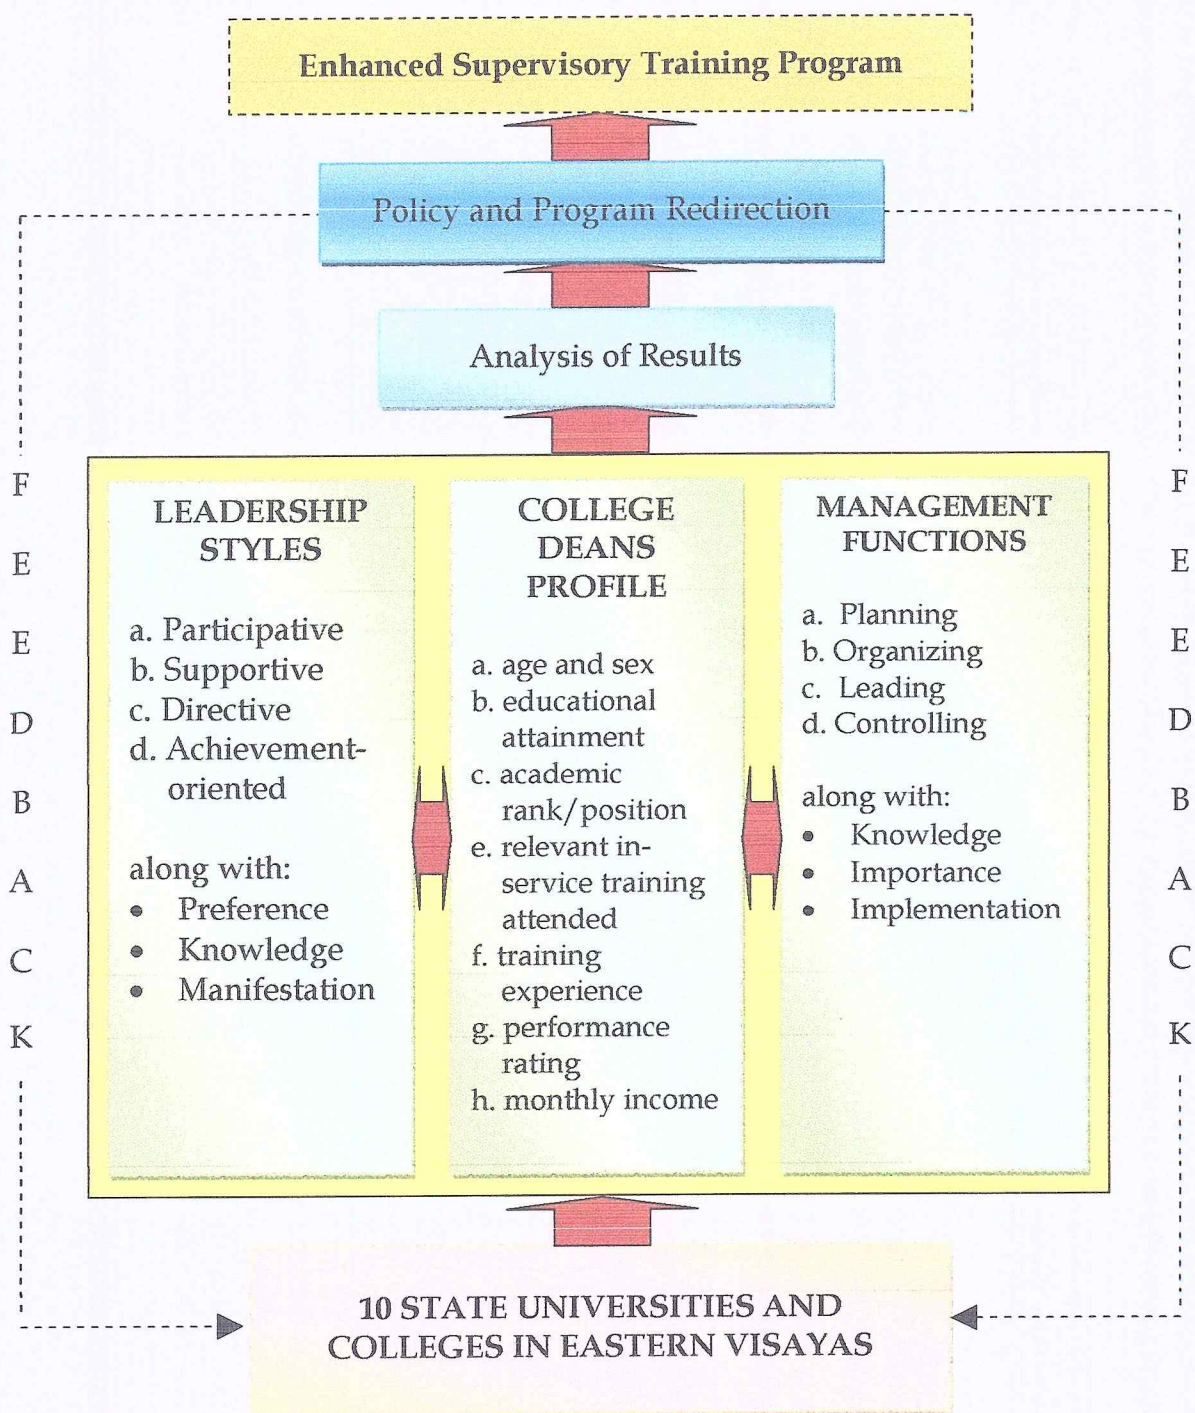 Enhanced Supervisory Training Program
Policy and Program Redirection
Analysis of Results
F
E
E
D
B
A
C
K
LEADERSHIP
STYLES
a. Participative
b. Supportive
c. Directive
d. Achievement-
oriented
along with:
• Preference
• Knowledge
• Manifestation
COLLEGE
DEANS
PROFILE
a. age and sex
b. educational
attainment
c. academic
rank/position
e. relevant in-
service training
attended
f. training
experience
g. performance
rating
h. monthly income
MANAGEMENT
FUNCTIONS
a. Planning
b. Organizing
c. Leading
d. Controlling
along with:
• Knowledge
• Importance
• Implementation
F
E
E
D
B
A
C
K
10 STATE UNIVERSITIES AND
COLLEGES IN EASTERN VISAYAS